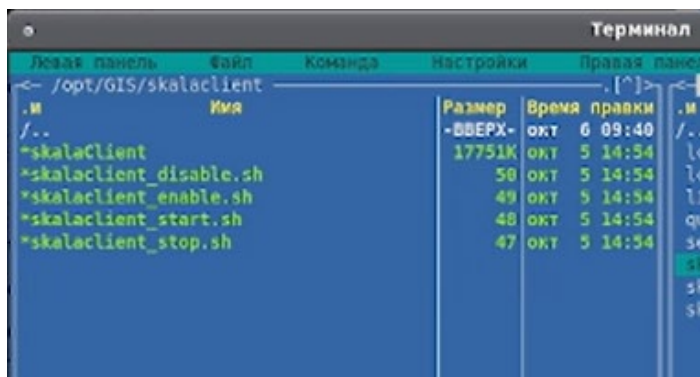 Терминал
Левая панель Файл Команда Настройки Правая панел
<– /opt/GIS/skalaclient .[^]> <–
.и Имя Размер Время правки .и
/.. -ВВЕРХ- окт 6 09:40 /..
*skalaClient 17751K окт 5 14:54
*skalaclient_disable.sh 50 окт 5 14:54
*skalaclient_enable.sh 49 окт 5 14:54
*skalaclient_start.sh 48 окт 5 14:54
*skalaclient_stop.sh 47 окт 5 14:54